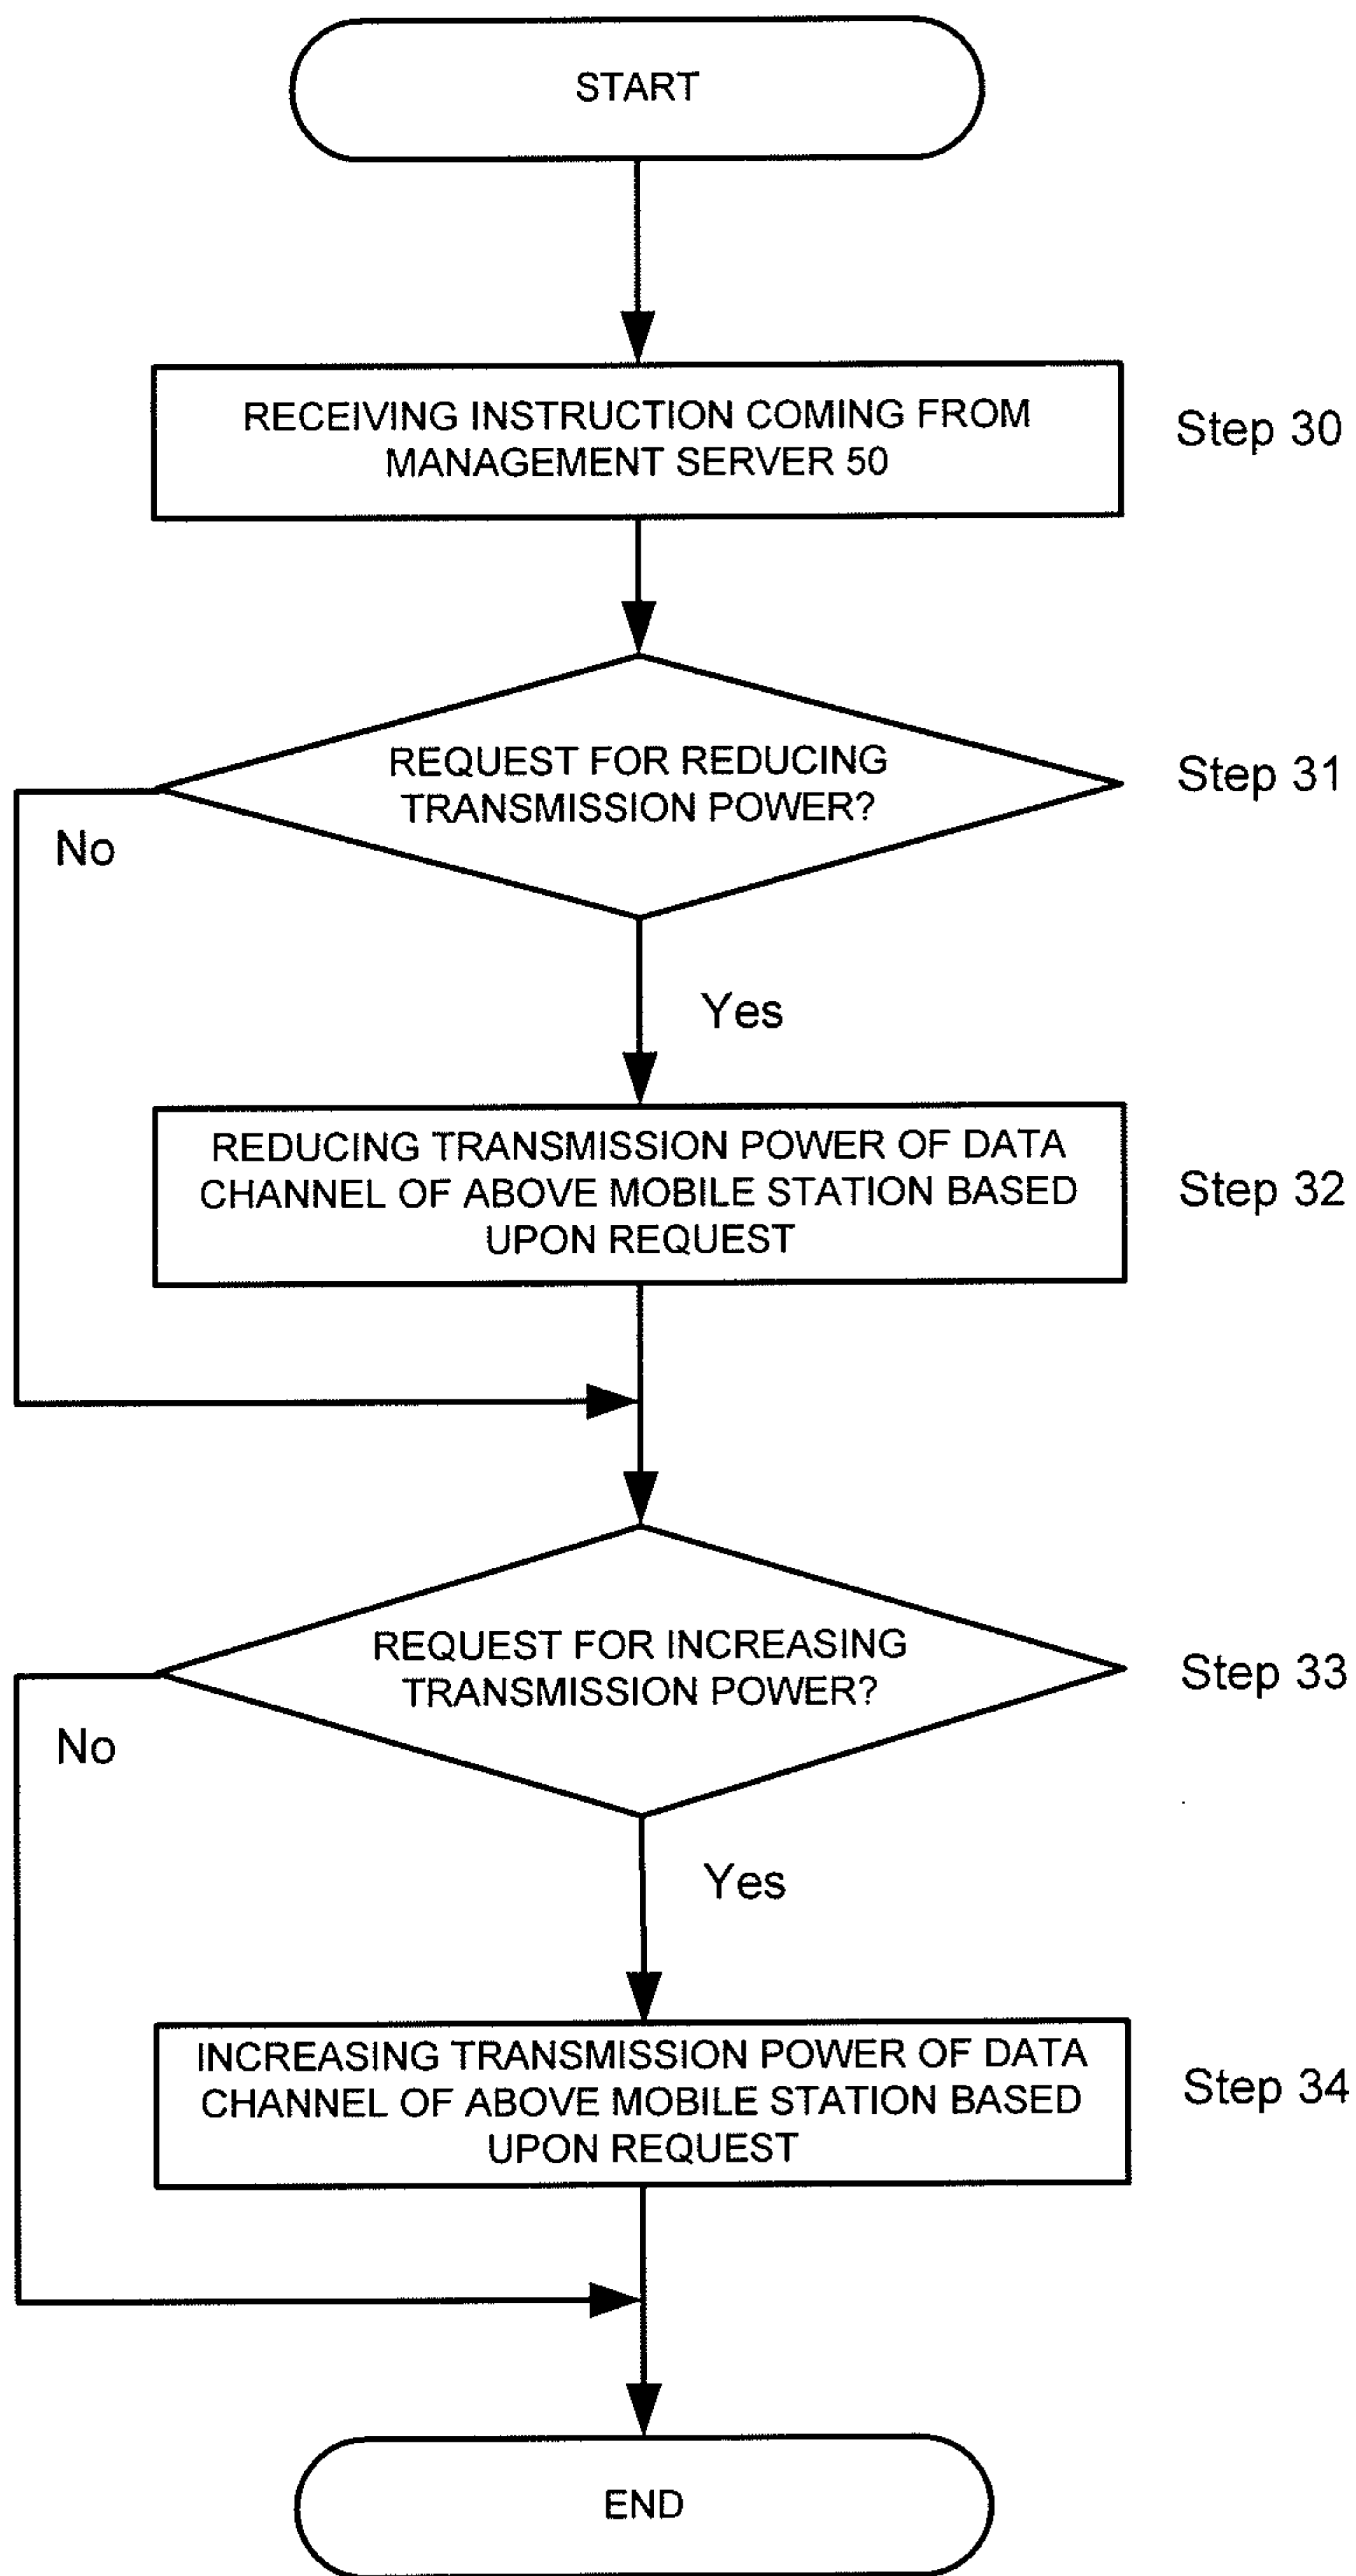 START
RECEIVING INSTRUCTION COMING FROM
MANAGEMENT SERVER 50
Step 30
REQUEST FOR REDUCING
TRANSMISSION POWER?
Step 31
No
Yes
REDUCING TRANSMISSION POWER OF DATA
CHANNEL OF ABOVE MOBILE STATION BASED
UPON REQUEST
Step 32
REQUEST FOR INCREASING
TRANSMISSION POWER?
Step 33
No
Yes
INCREASING TRANSMISSION POWER OF DATA
CHANNEL OF ABOVE MOBILE STATION BASED
UPON REQUEST
Step 34
END